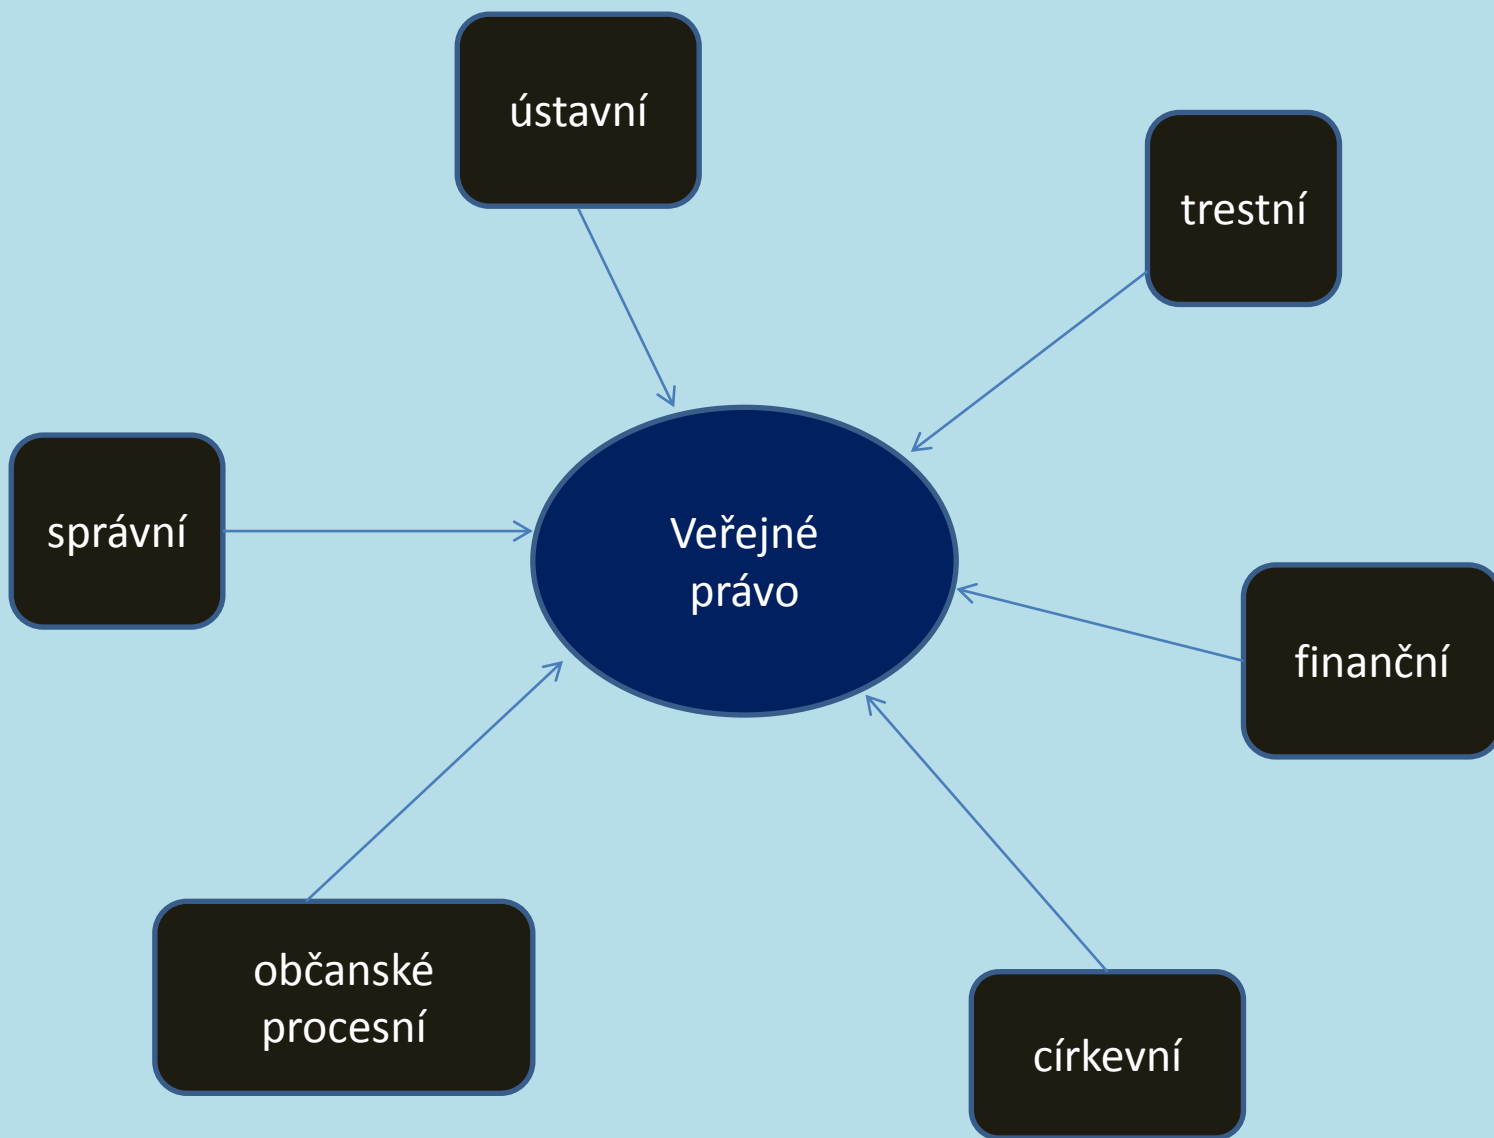 ústavní
trestní
správní
Veřejné
právo
finanční
občanské
procesní
církevní